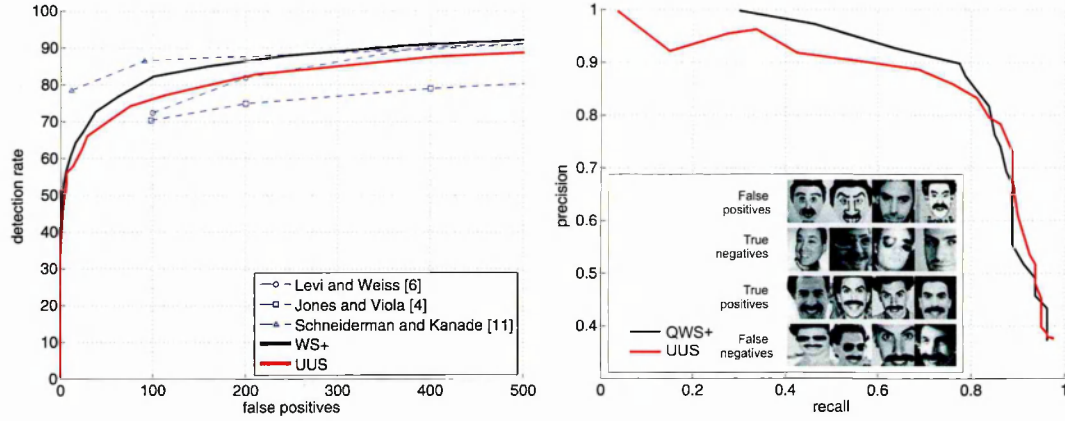 100
90
80
70
60
50
40
30
20
10
0
detection rate
0
100
200
300
400
500
false positives
Levi and Weiss [6]
Jones and Viola [4]
Schneiderman and Kanade [11]
WS+
UUS
1
0.9
0.8
0.7
0.6
0.5
0.4
precision
0
0.2
0.4
0.6
0.8
1
recall
QWS+
UUS
False
positives
True
negatives
True
positives
False
negatives